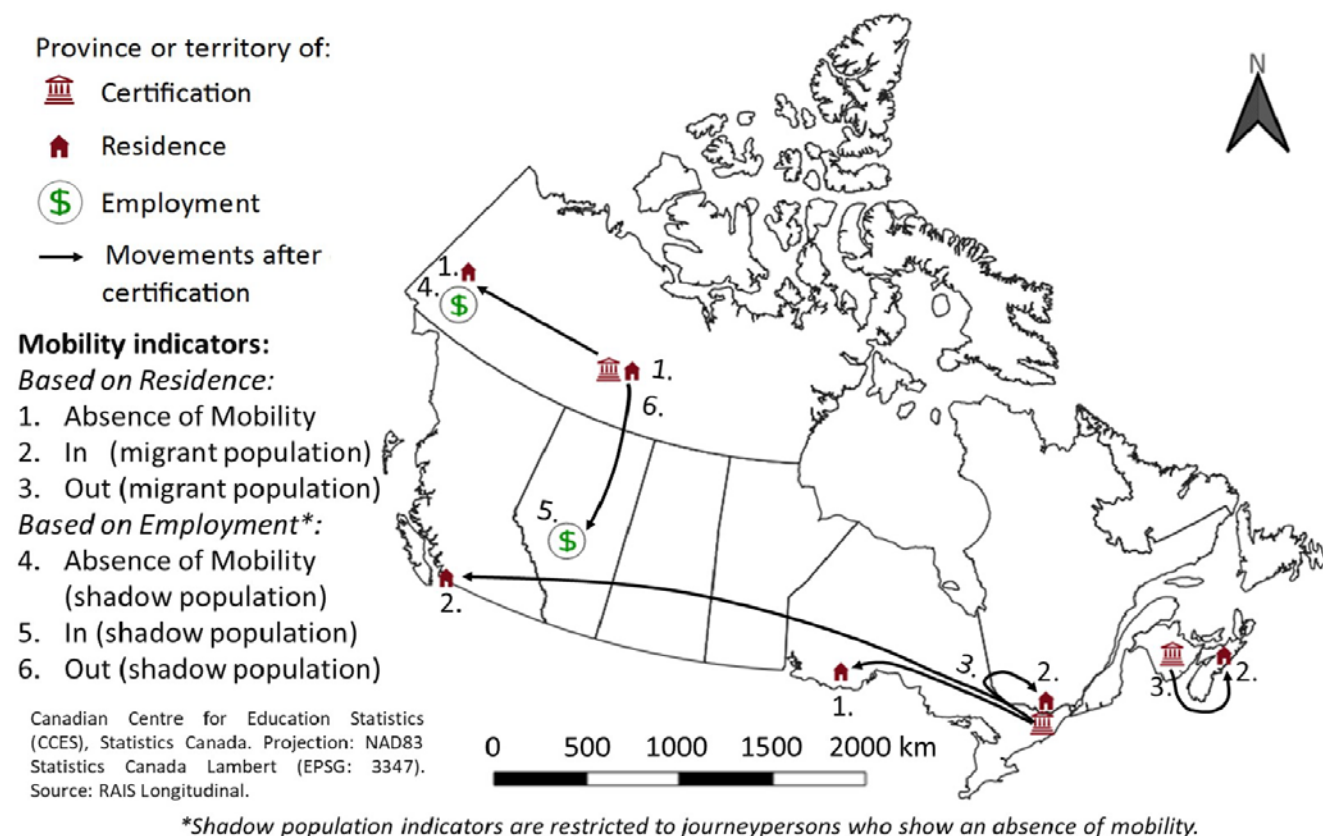 Province or territory of:
Certification
Residence
$ Employment
Movements after
certification
Mobility indicators:
Based on Residence:
1. Absence of Mobility
2. In (migrant population)
3. Out (migrant population)
Based on Employment*:
4. Absence of Mobility
(shadow population)
5. In (shadow population)
6. Out (shadow population)
Canadian Centre for Education Statistics
(CCES), Statistics Canada. Projection: NAD83
Statistics Canada Lambert (EPSG: 3347).
Source: RAIS Longitudinal.
N
1.
4.
$
1.
6.
5.
$
2.
1.
3.
2.
3.
2.
0 500 1000 1500 2000 km
*Shadow population indicators are restricted to journeypersons who show an absence of mobility.